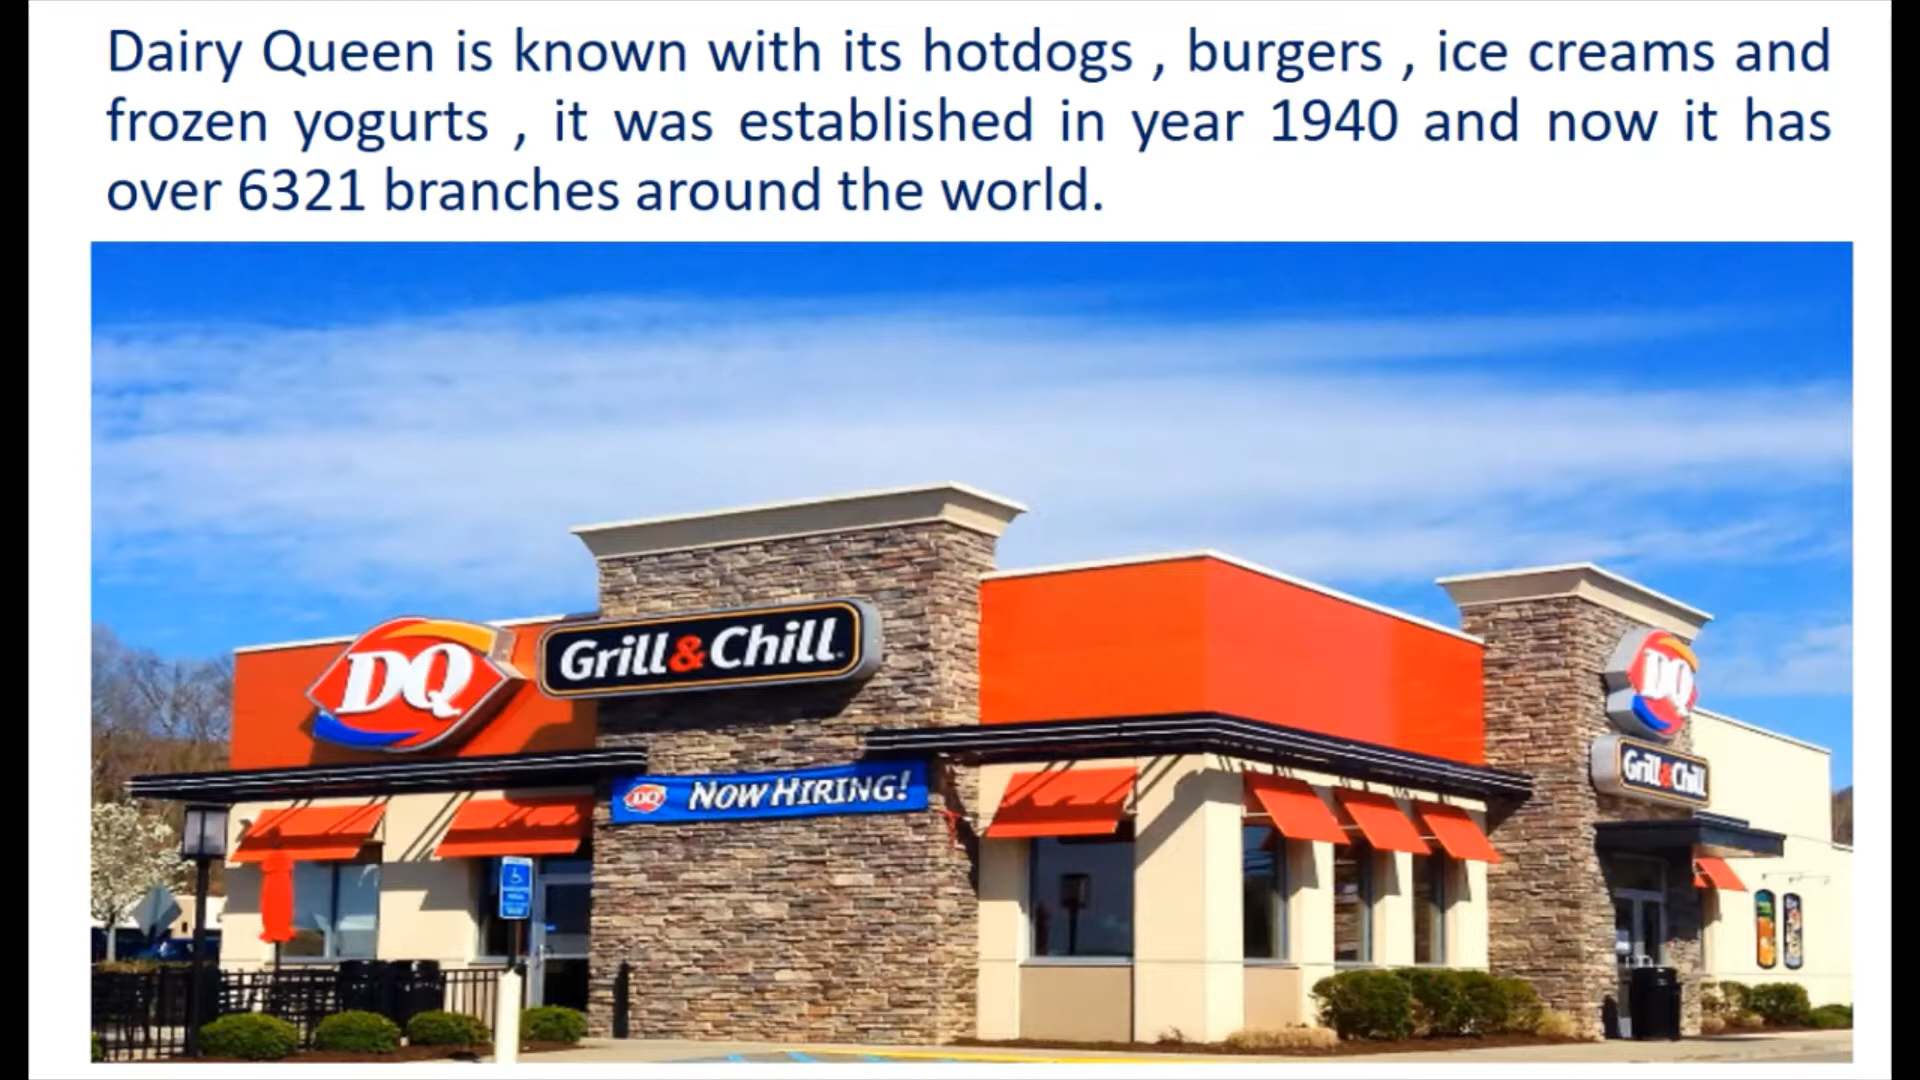 Dairy Queen is known with its hotdogs , burgers , ice creams and
frozen yogurts , it was established in year 1940 and now it has
over 6321 branches around the world.
DQ
Grill & Chill
DQ NOW HIRING!
DQ
Grill & Chill